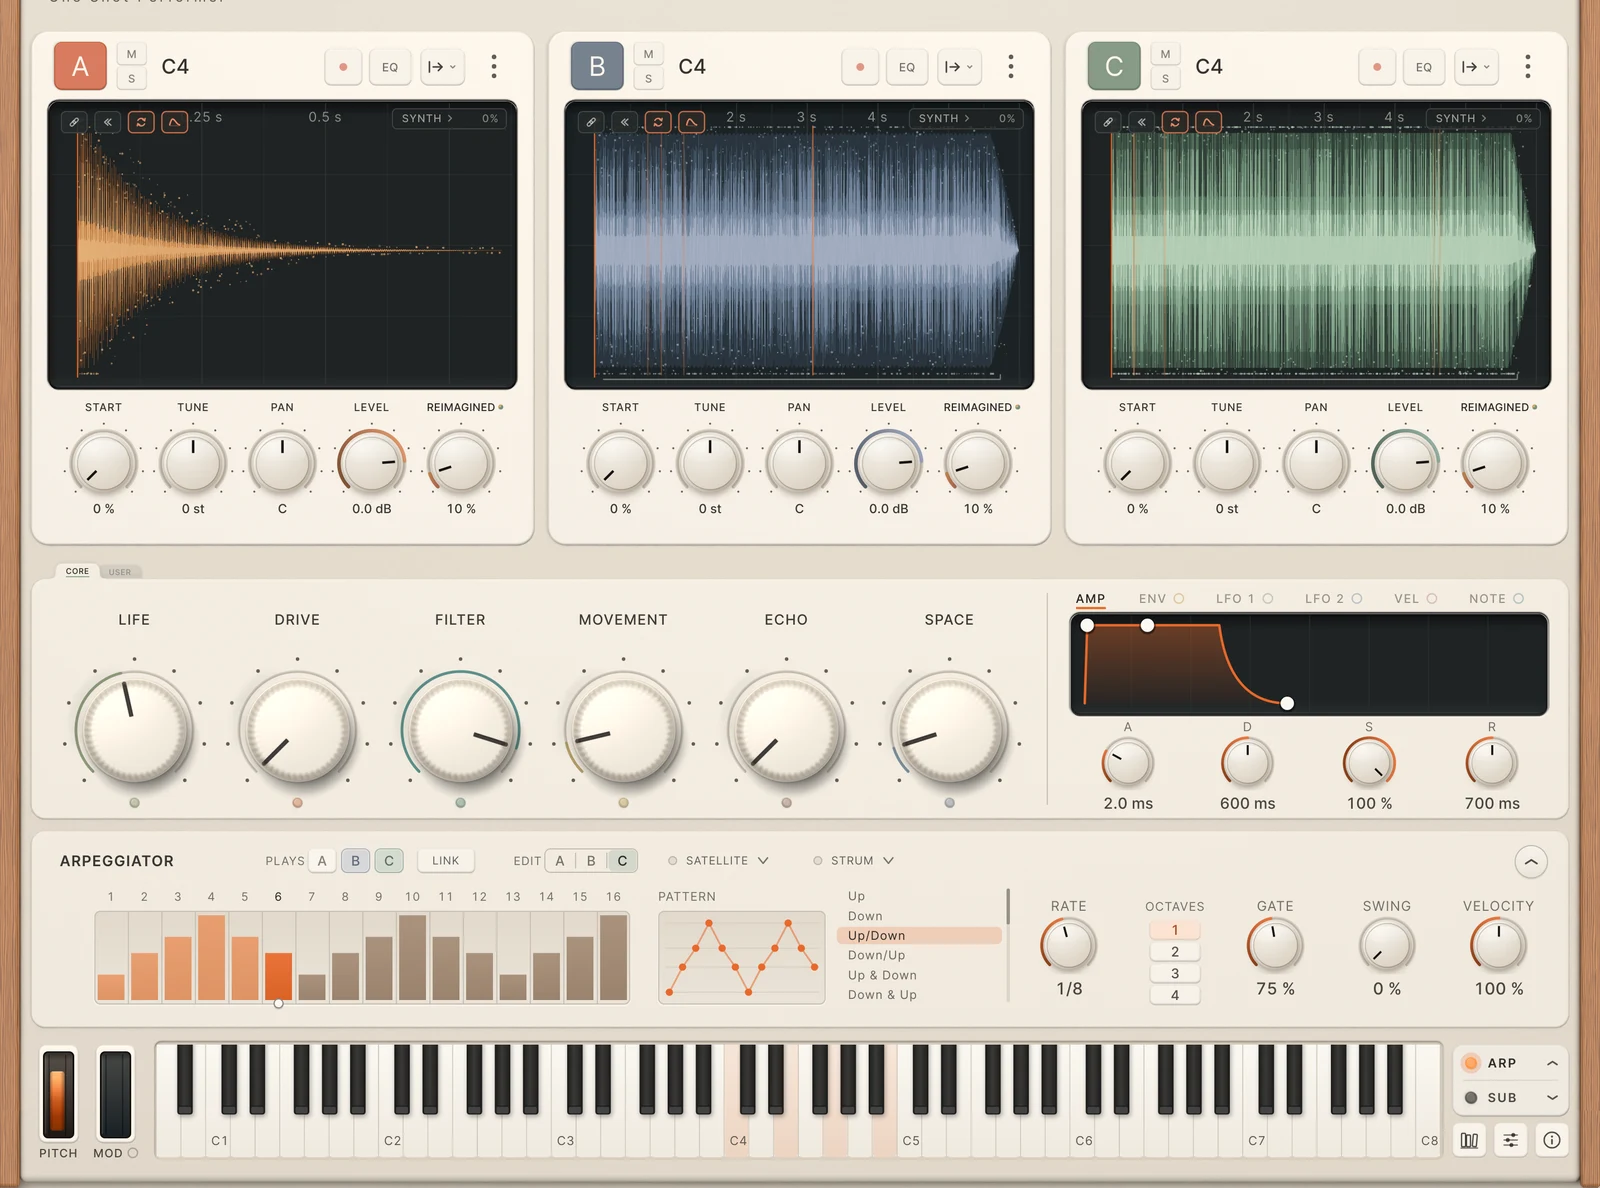 One Shot Performer
A M S C4 EQ
.25 s 0.5 s SYNTH > 0%
START TUNE PAN LEVEL REIMAGINED
0 % 0 st C 0.0 dB 10 %
B M S C4 EQ
2 s 3 s 4 s SYNTH > 0%
START TUNE PAN LEVEL REIMAGINED
0 % 0 st C 0.0 dB 10 %
C M S C4 EQ
2 s 3 s 4 s SYNTH > 0%
START TUNE PAN LEVEL REIMAGINED
0 % 0 st C 0.0 dB 10 %
CORE USER
LIFE DRIVE FILTER MOVEMENT ECHO SPACE
AMP ENV LFO 1 LFO 2 VEL NOTE
A D S R
2.0 ms 600 ms 100 % 700 ms
ARPEGGIATOR PLAYS A B C LINK EDIT A B C SATELLITE STRUM
1 2 3 4 5 6 7 8 9 10 11 12 13 14 15 16
PATTERN
Up
Down
Up/Down
Down/Up
Up & Down
Down & Up
RATE OCTAVES GATE SWING VELOCITY
1
2
3
4
1/8 75 % 0 % 100 %
C1 C2 C3 C4 C5 C6 C7 C8
PITCH MOD
ARP
SUB